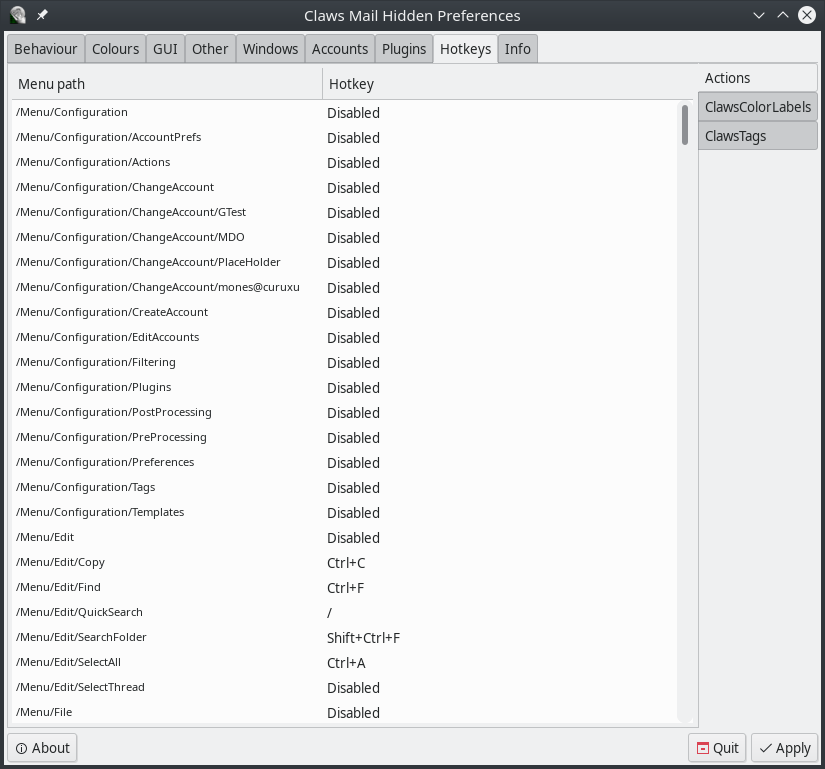 Claws Mail Hidden Preferences
Behaviour Colours GUI Other Windows Accounts Plugins Hotkeys Info
Menu path Hotkey
/Menu/Configuration Disabled
/Menu/Configuration/AccountPrefs Disabled
/Menu/Configuration/Actions Disabled
/Menu/Configuration/ChangeAccount Disabled
/Menu/Configuration/ChangeAccount/GTest Disabled
/Menu/Configuration/ChangeAccount/MDO Disabled
/Menu/Configuration/ChangeAccount/PlaceHolder Disabled
/Menu/Configuration/ChangeAccount/mones@curuxu Disabled
/Menu/Configuration/CreateAccount Disabled
/Menu/Configuration/EditAccounts Disabled
/Menu/Configuration/Filtering Disabled
/Menu/Configuration/Plugins Disabled
/Menu/Configuration/PostProcessing Disabled
/Menu/Configuration/PreProcessing Disabled
/Menu/Configuration/Preferences Disabled
/Menu/Configuration/Tags Disabled
/Menu/Configuration/Templates Disabled
/Menu/Edit Disabled
/Menu/Edit/Copy Ctrl+C
/Menu/Edit/Find Ctrl+F
/Menu/Edit/QuickSearch /
/Menu/Edit/SearchFolder Shift+Ctrl+F
/Menu/Edit/SelectAll Ctrl+A
/Menu/Edit/SelectThread Disabled
/Menu/File Disabled
Actions
ClawsColorLabels
ClawsTags
About Quit Apply